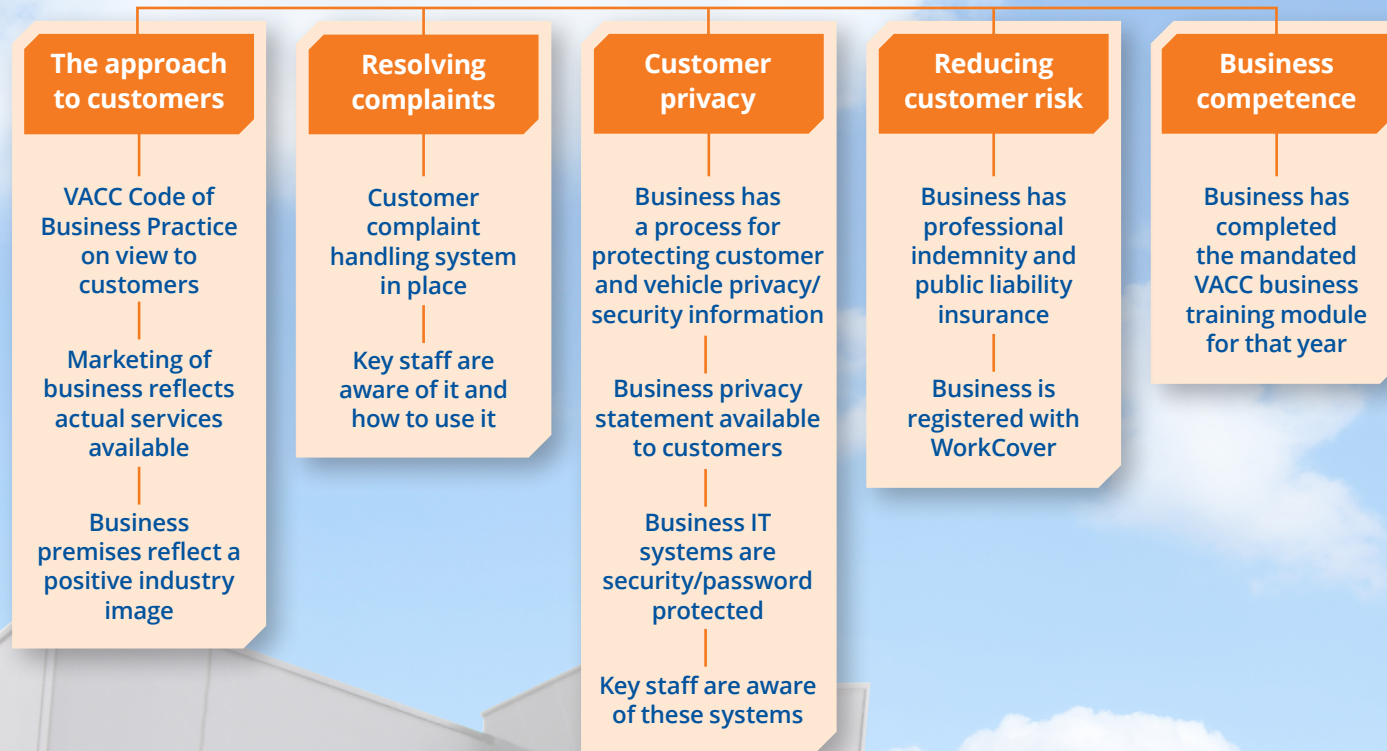 The approach
to customers
VACC Code of
Business Practice
on view to
customers
Marketing of
business reflects
actual services
available
Business
premises reflect a
positive industry
image
Resolving
complaints
Customer
complaint
handling system
in place
Key staff are
aware of it and
how to use it
Customer
privacy
Business has
a process for
protecting customer
and vehicle privacy/
security information
Business privacy
statement available
to customers
Business IT
systems are
security/password
protected
Key staff are aware
of these systems
Reducing
customer risk
Business has
professional
indemnity and
public liability
insurance
Business is
registered with
WorkCover
Business
competence
Business has
completed
the mandated
VACC business
training module
for that year